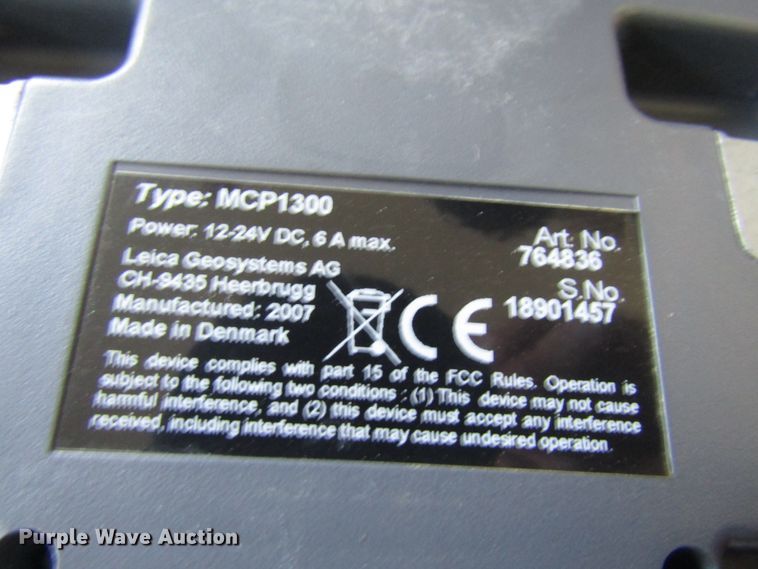 Type: MCP1300
Power: 12-24V DC, 6 A max.
Leica Geosystems AG
CH-9435 Heerbrugg
Manufactured: 2007
Made in Denmark
Art. No.
764836
S.No.
18901457
CE
This device complies with part 15 of the FCC Rules. Operation is
subject to the following two conditions : (1) This device may not cause
harmful interference, and (2) this device must accept any interference
received, including interference that may cause undesired operation.
Purple Wave Auction